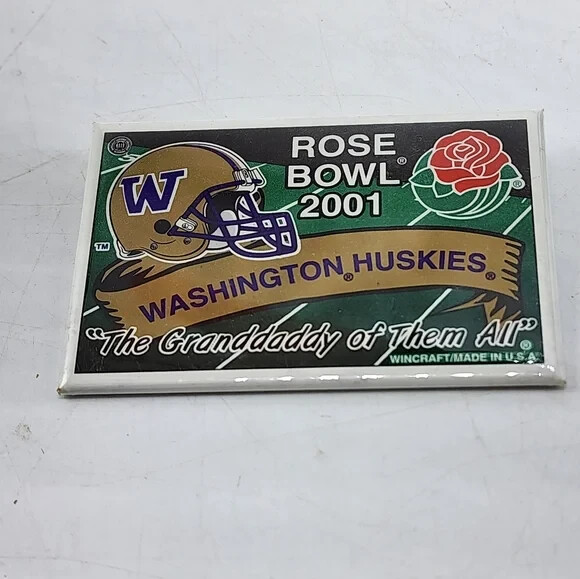 ROSE
BOWL®
2001
W
TM
WASHINGTON® HUSKIES®
"The Granddaddy of Them All"®
WINCRAFT/MADE IN U.S.A.
®